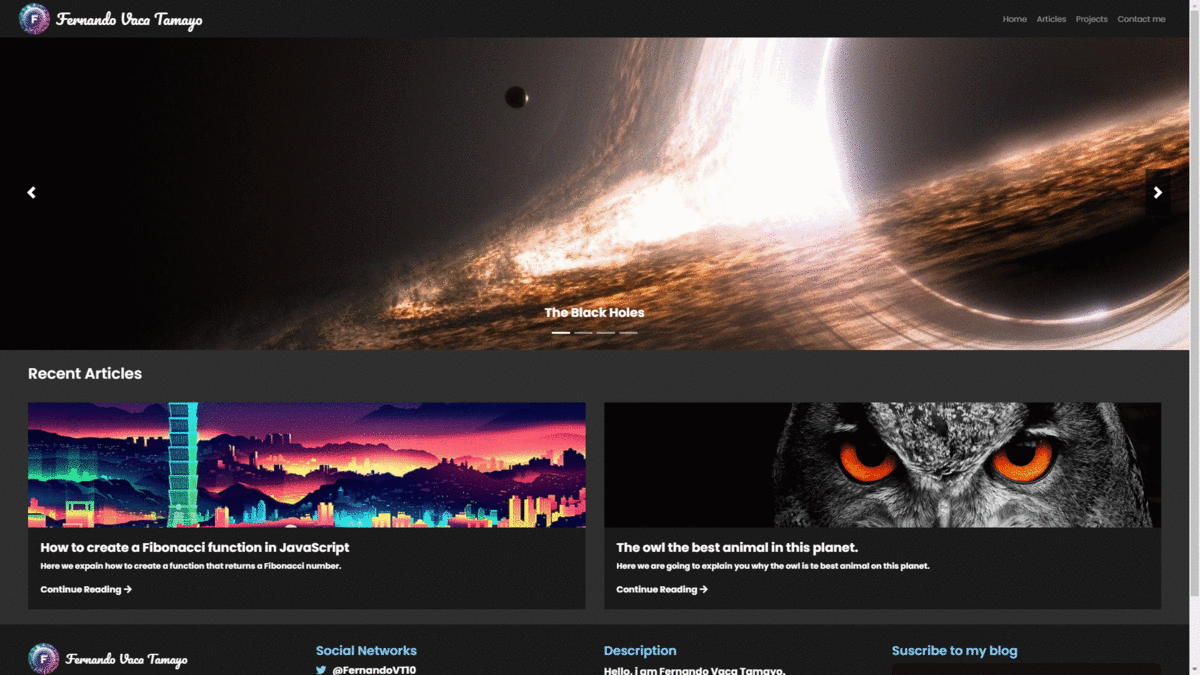 F Fernando Vaca Tamayo
Home Articles Projects Contact me
The Black Holes
Recent Articles
How to create a Fibonacci function in JavaScript
Here we expain how to create a function that returns a Fibonacci number.
Continue Reading →
The owl the best animal in this planet.
Here we are going to explain you why the owl is te best animal on this planet.
Continue Reading →
F Fernando Vaca Tamayo
Social Networks
@FernandoVT10
Description
Hello, i am Fernando Vaca Tamayo.
Suscribe to my blog